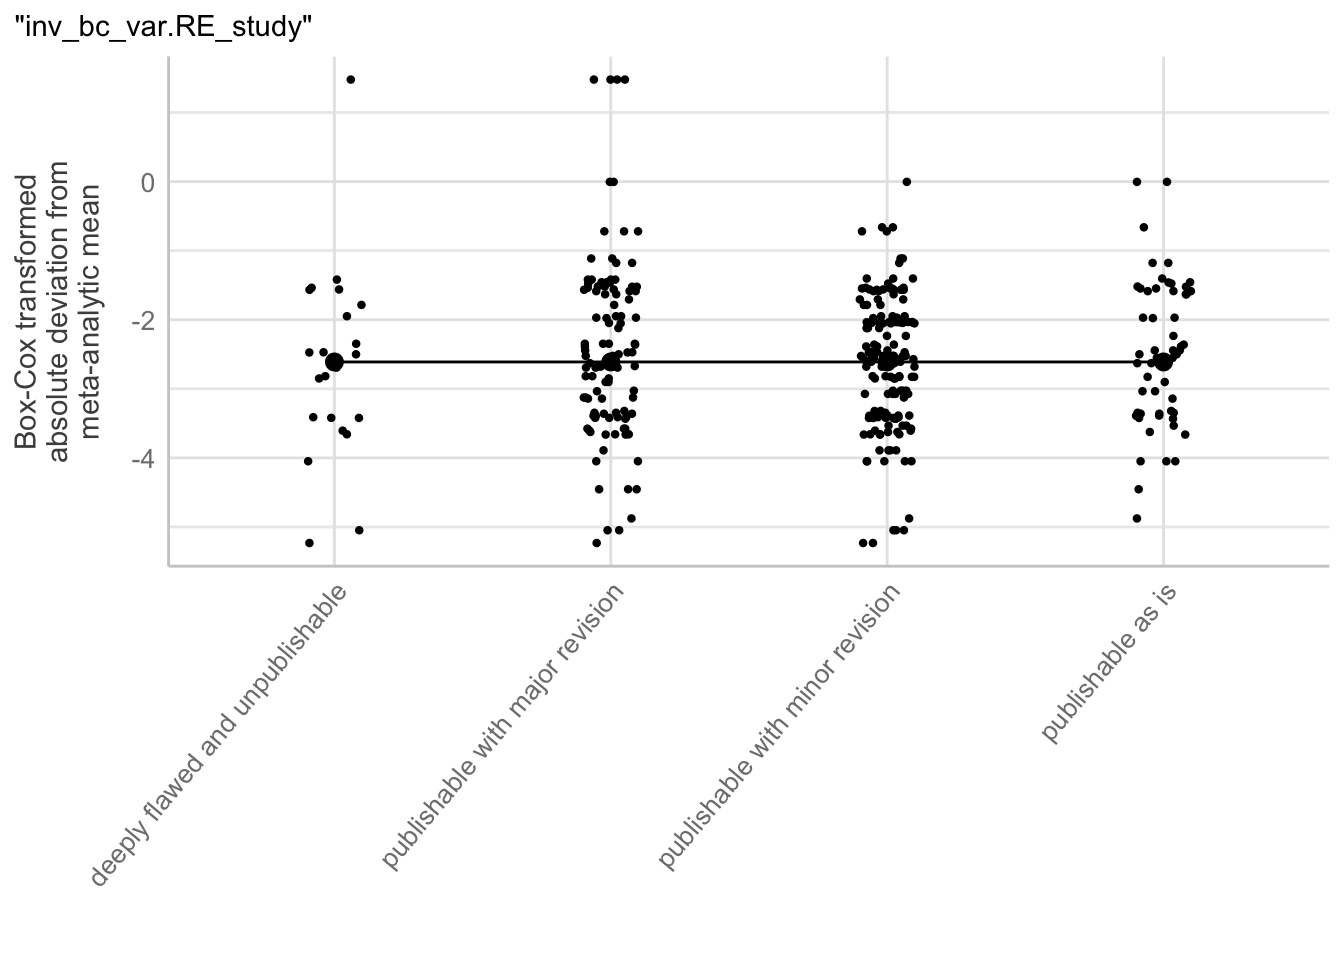 "inv_bc_var.RE_study"
Box-Cox transformed
absolute deviation from
meta-analytic mean
0
-2
-4
deeply flawed and unpublishable
publishable with major revision
publishable with minor revision
publishable as is